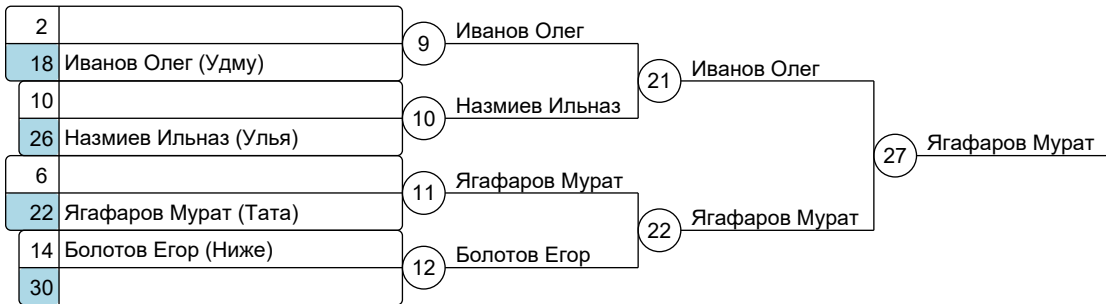 2
18 Иванов Олег (Удму)
9 Иванов Олег
10
26 Назмиев Ильназ (Улья)
10 Назмиев Ильназ
21 Иванов Олег
6
22 Ягафаров Мурат (Тата)
11 Ягафаров Мурат
14 Болотов Егор (Ниже)
30
12 Болотов Егор
22 Ягафаров Мурат
27 Ягафаров Мурат